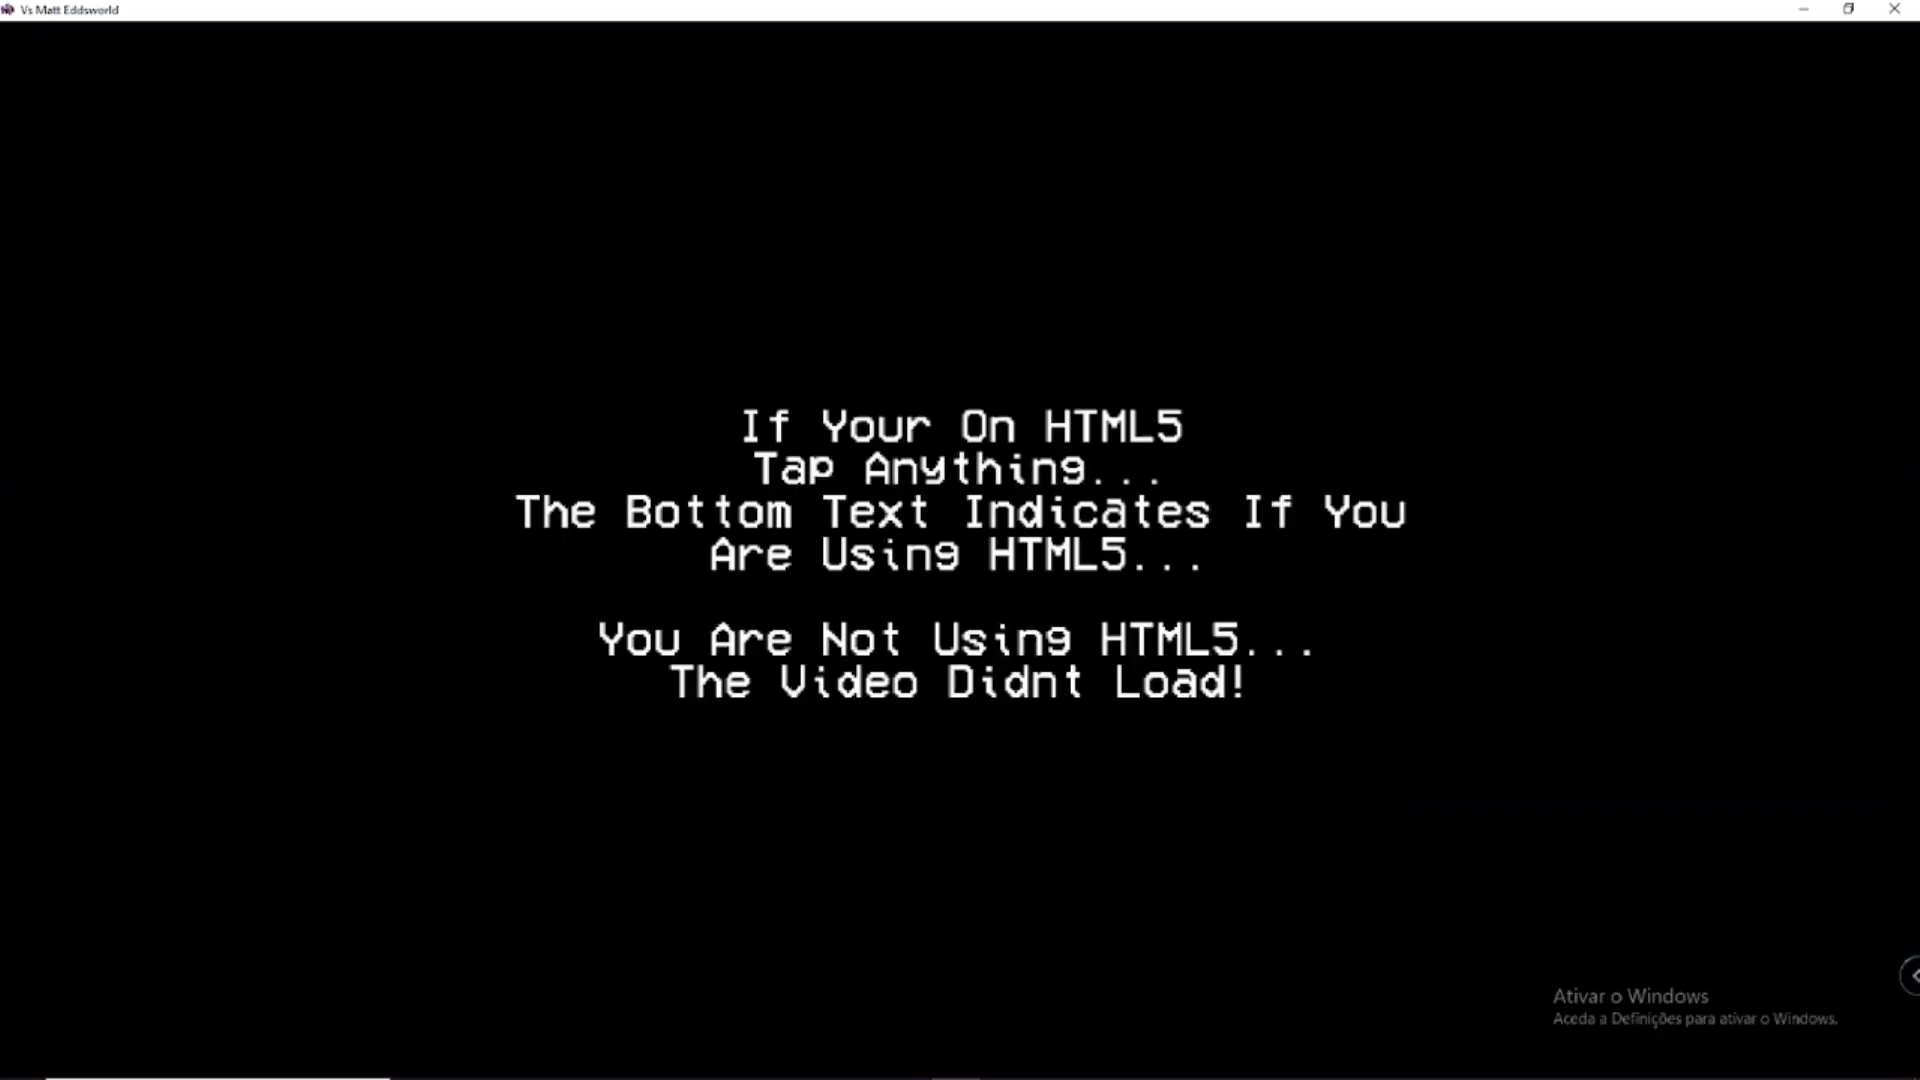 Vs Matt Eddsworld
If Your On HTML5
Tap Anything...
The Bottom Text Indicates If You
Are Using HTML5...
You Are Not Using HTML5...
The Video Didnt Load!
Ativar o Windows
Aceda a Definições para ativar o Windows.